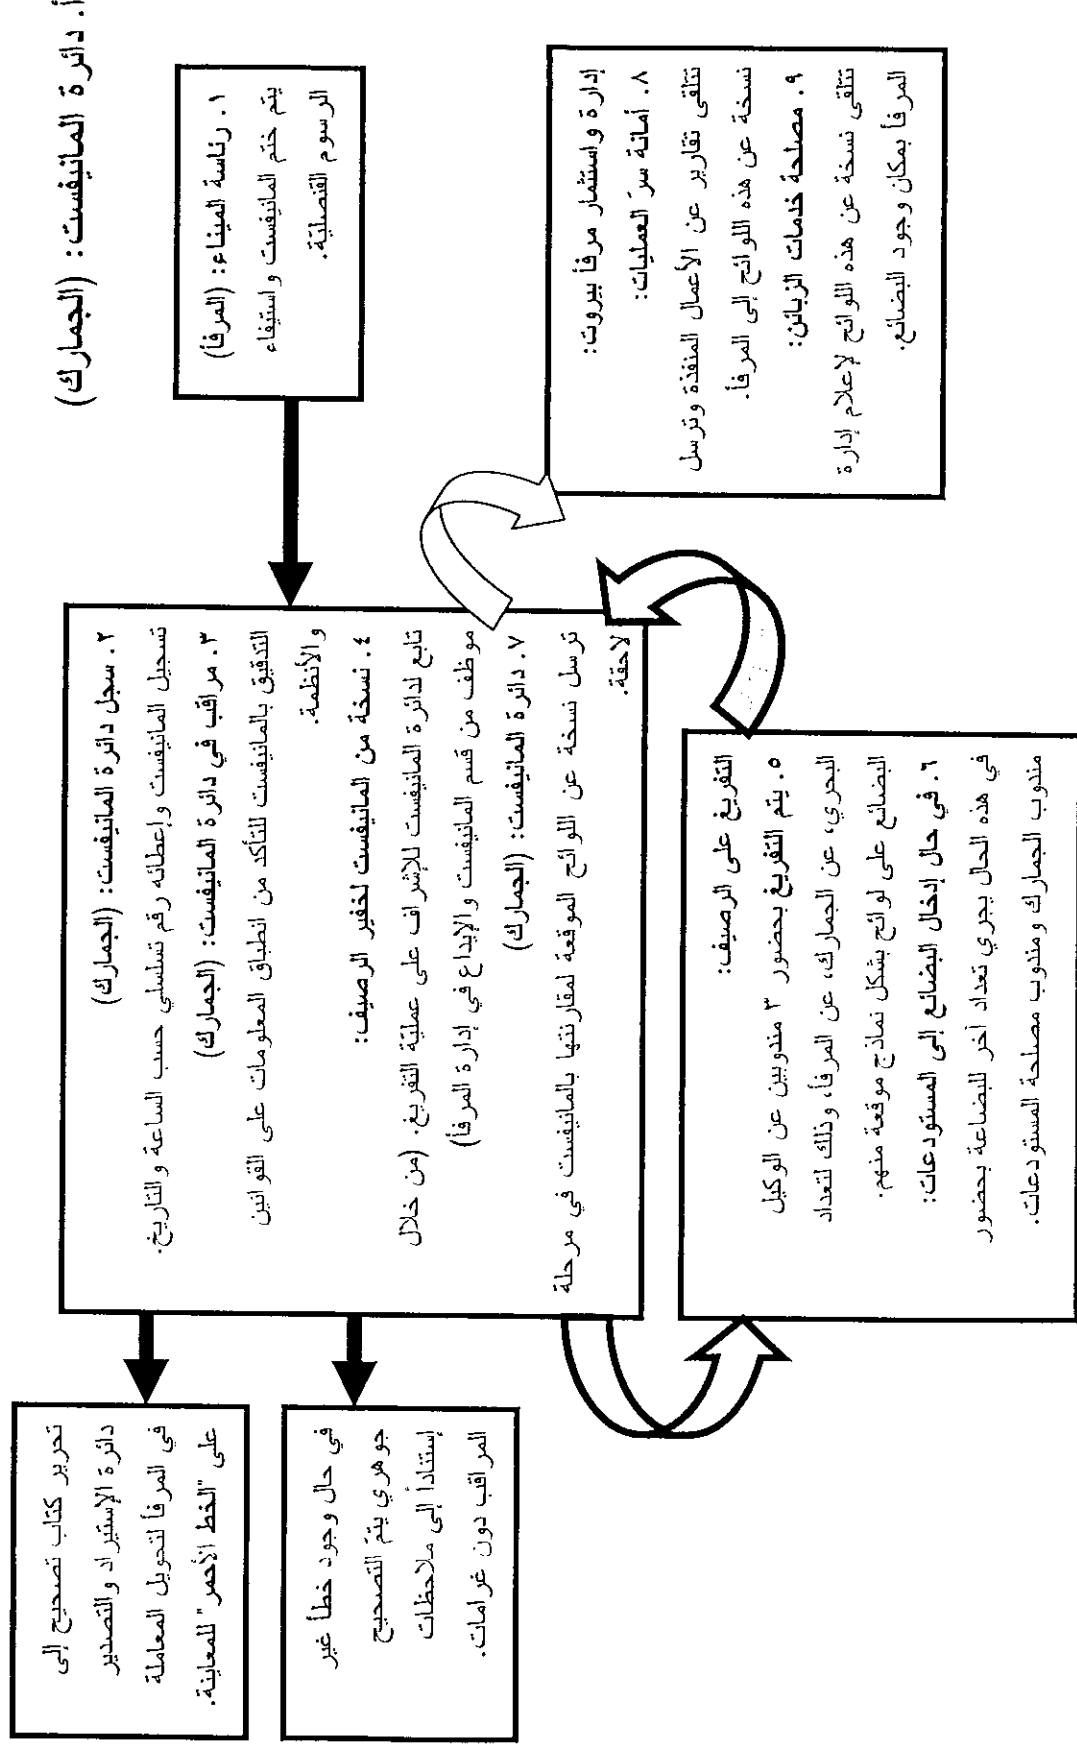 أ. دائرة المانيفست: (الجمارك)
١. رئاسة الميناء: (المرفأ)
يتم ختم المانيفست واستيفاء
الرسوم القنصلية.
٢. سجل دائرة المانيفست: (الجمارك)
تسجيل المانيفست وإعطائه رقم تسلسلي حسب الساعة والتاريخ.
٣. مراقب في دائرة المانيفست: (الجمارك)
التدقيق بالمانيفست للتأكد من انطباق المعلومات على القوانين
والأنظمة.
٤. نسخة من المانيفست لخفير الرصيف:
تابع لدائرة المانيفست للإشراف على عملية التفريغ. (من خلال
موظف من قسم المانيفست والإيداع في إدارة المرفأ)
٧. دائرة المانيفست: (الجمارك)
ترسل نسخة عن اللوائح الموقعة لمقارنتها بالمانيفست في مرحلة
لاحقة.
تحرير كتاب تصحيح إلى
دائرة الإستيراد والتصدير
في المرفأ لتحويل المعاملة
على "الخط الأحمر" للمعاينة.
في حال وجود خطأ غير
جوهري يتم التصحيح
إستناداً إلى ملاحظات
المراقب دون غرامات.
التفريغ على الرصيف:
٥. يتم التفريغ بحضور ٣ مندوبين عن الوكيل
البحري، عن الجمارك، عن المرفأ، وذلك لتعداد
البضائع على لوائح بشكل نماذج موقعة منهم.
٦. في حال إدخال البضائع إلى المستودعات:
في هذه الحال يجري تعداد آخر للبضاعة بحضور
مندوب الجمارك ومندوب مصلحة المستودعات.
إدارة واستثمار مرفأ بيروت:
٨. أمانة سر العمليات:
تتلقى تقارير عن الأعمال المنفذة وترسل
نسخة عن هذه اللوائح إلى المرفأ.
٩. مصلحة خدمات الزبائن:
تتلقى نسخة عن هذه اللوائح لإعلام إدارة
المرفأ بمكان وجود البضائع.